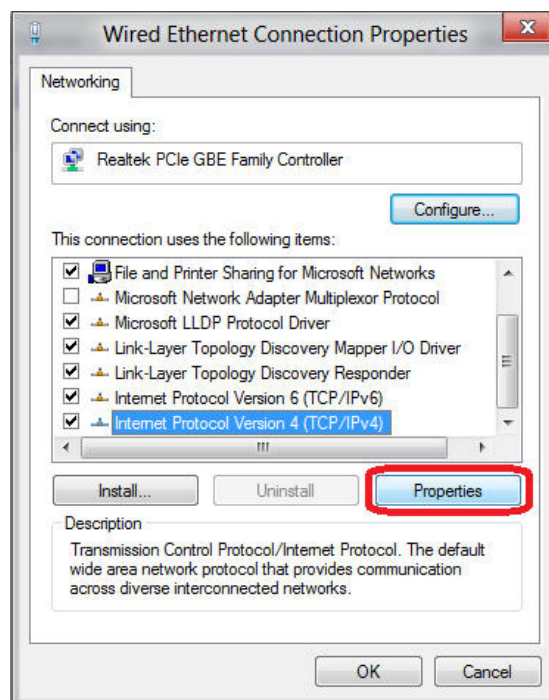 Wired Ethernet Connection Properties
x
Networking
Connect using:
Realtek PCIe GBE Family Controller
Configure...
This connection uses the following items:
File and Printer Sharing for Microsoft Networks
Microsoft Network Adapter Multiplexor Protocol
Microsoft LLDP Protocol Driver
Link-Layer Topology Discovery Mapper I/O Driver
Link-Layer Topology Discovery Responder
Internet Protocol Version 6 (TCP/IPv6)
Internet Protocol Version 4 (TCP/IPv4)
Install... Uninstall Properties
Description
Transmission Control Protocol/Internet Protocol. The default
wide area network protocol that provides communication
across diverse interconnected networks.
OK Cancel